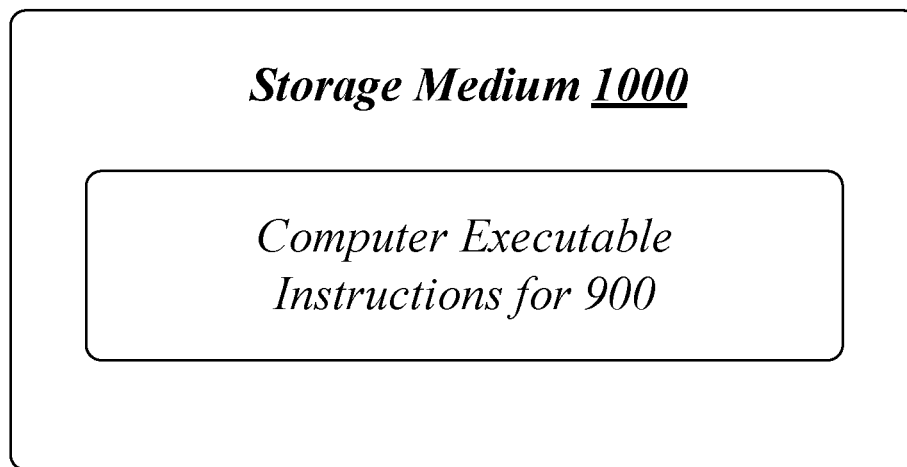 Storage Medium 1000
Computer Executable
Instructions for 900